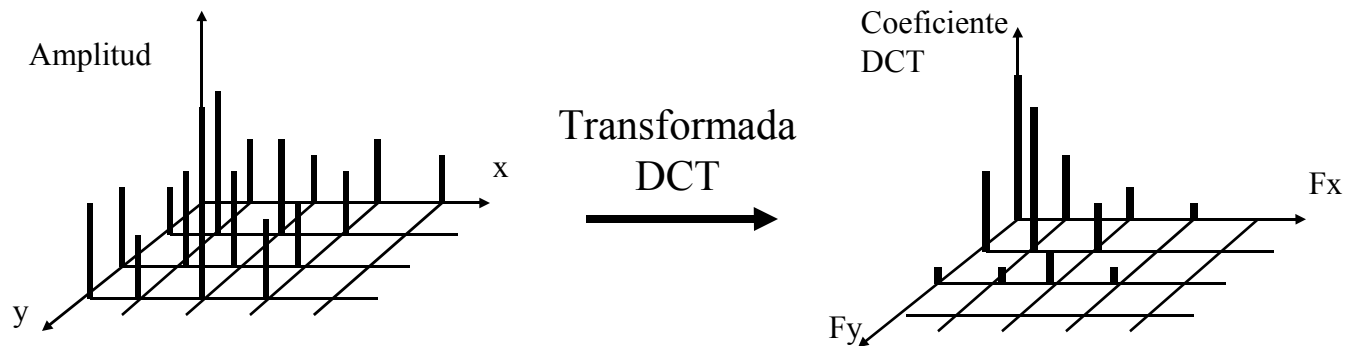 Amplitud
x
y
Transformada
DCT
Coeficiente
DCT
Fx
Fy